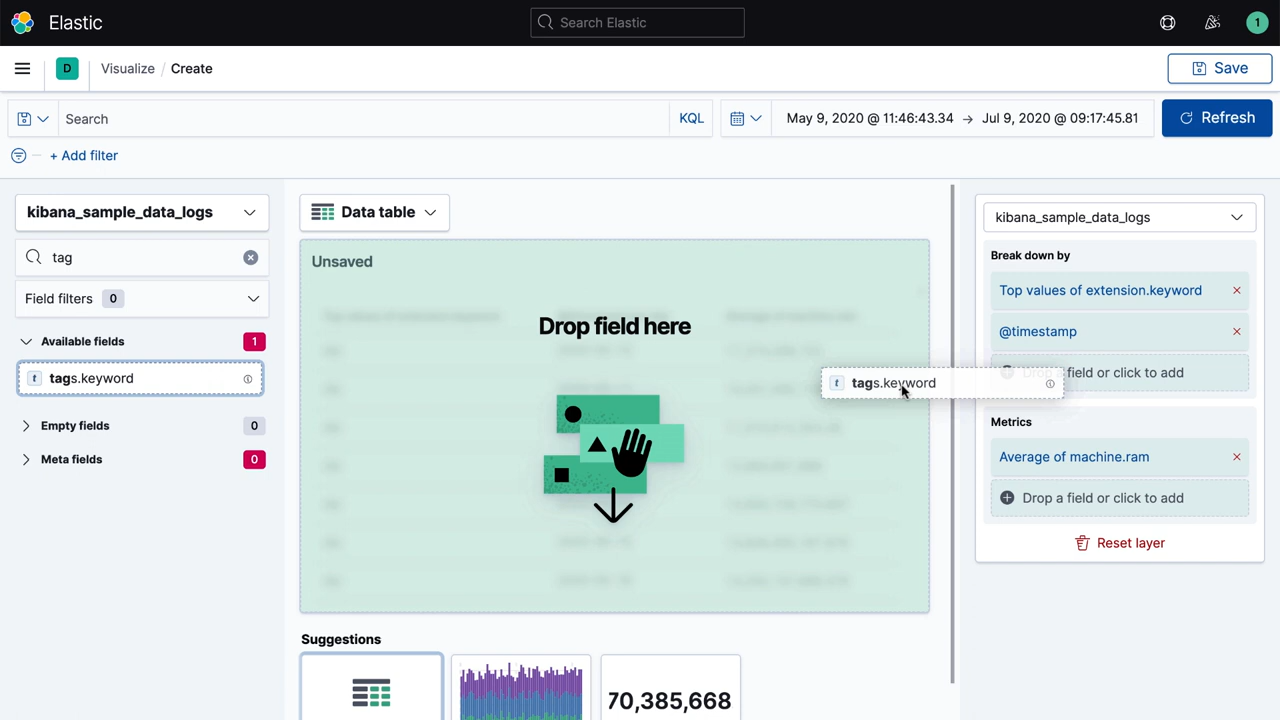 Elastic
Search Elastic
1
D
Visualize / Create
Save
Search
KQL
May 9, 2020 @ 11:46:43.34 → Jul 9, 2020 @ 09:17:45.81
Refresh
+ Add filter
kibana_sample_data_logs
tag
Field filters 0
Available fields 1
t tags.keyword
Empty fields 0
Meta fields 0
Data table
Unsaved
Drop field here
t tags.keyword
Suggestions
70,385,668
kibana_sample_data_logs
Break down by
Top values of extension.keyword
@timestamp
field or click to add
Metrics
Average of machine.ram
Drop a field or click to add
Reset layer